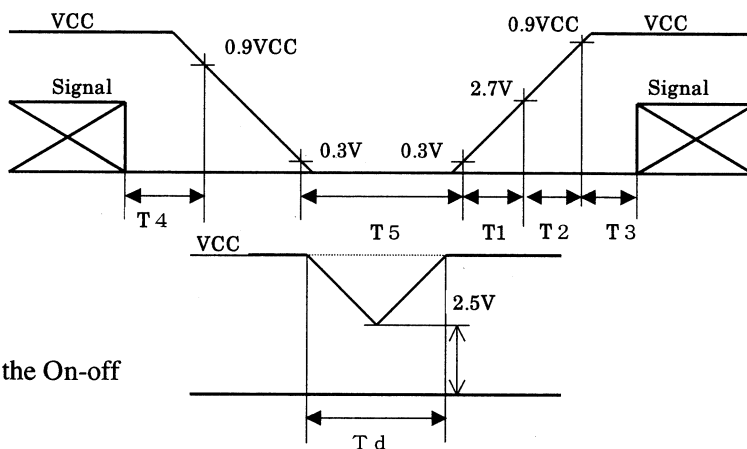 VCC
0.9VCC
0.9VCC
VCC
Signal
2.7V
Signal
0.3V
0.3V
T4
T5
T1
T2
T3
VCC
2.5V
the On-off
Td